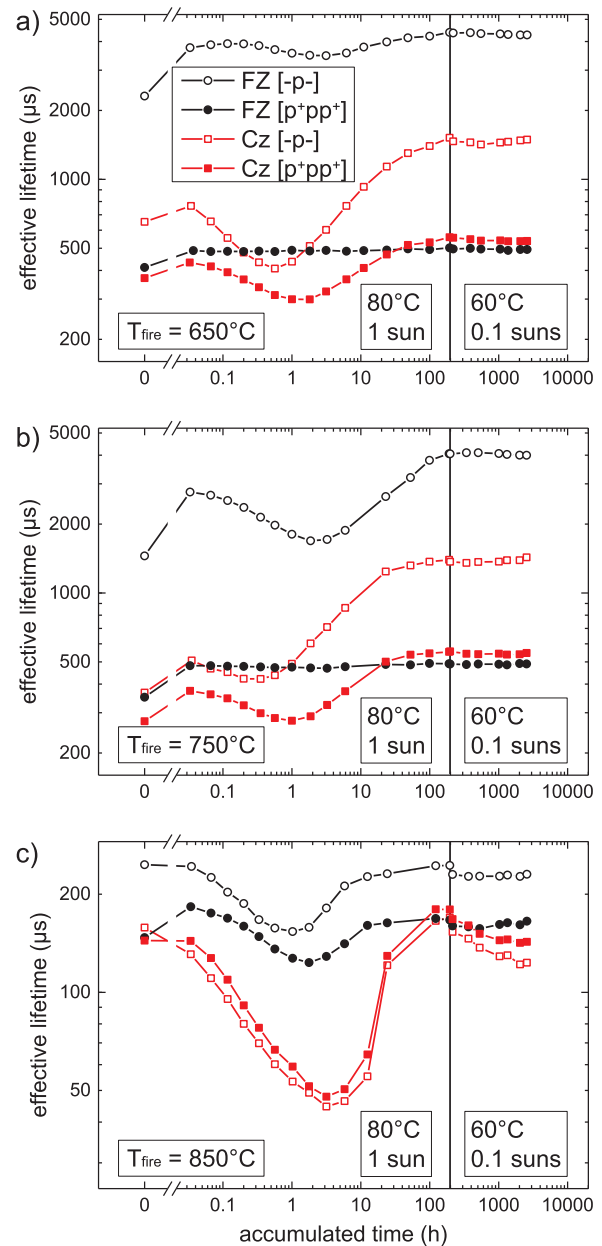 a)
5000
2000
1000
500
200
effective lifetime (µs)
FZ [-p-]
FZ [p⁺pp⁺]
Cz [-p-]
Cz [p⁺pp⁺]
Tfire = 650°C
80°C
1 sun
60°C
0.1 suns
0 0.1 1 10 100 1000 10000
b)
5000
2000
1000
500
200
effective lifetime (µs)
Tfire = 750°C
80°C
1 sun
60°C
0.1 suns
0 0.1 1 10 100 1000 10000
c)
200
100
50
effective lifetime (µs)
Tfire = 850°C
80°C
1 sun
60°C
0.1 suns
0 0.1 1 10 100 1000 10000
accumulated time (h)